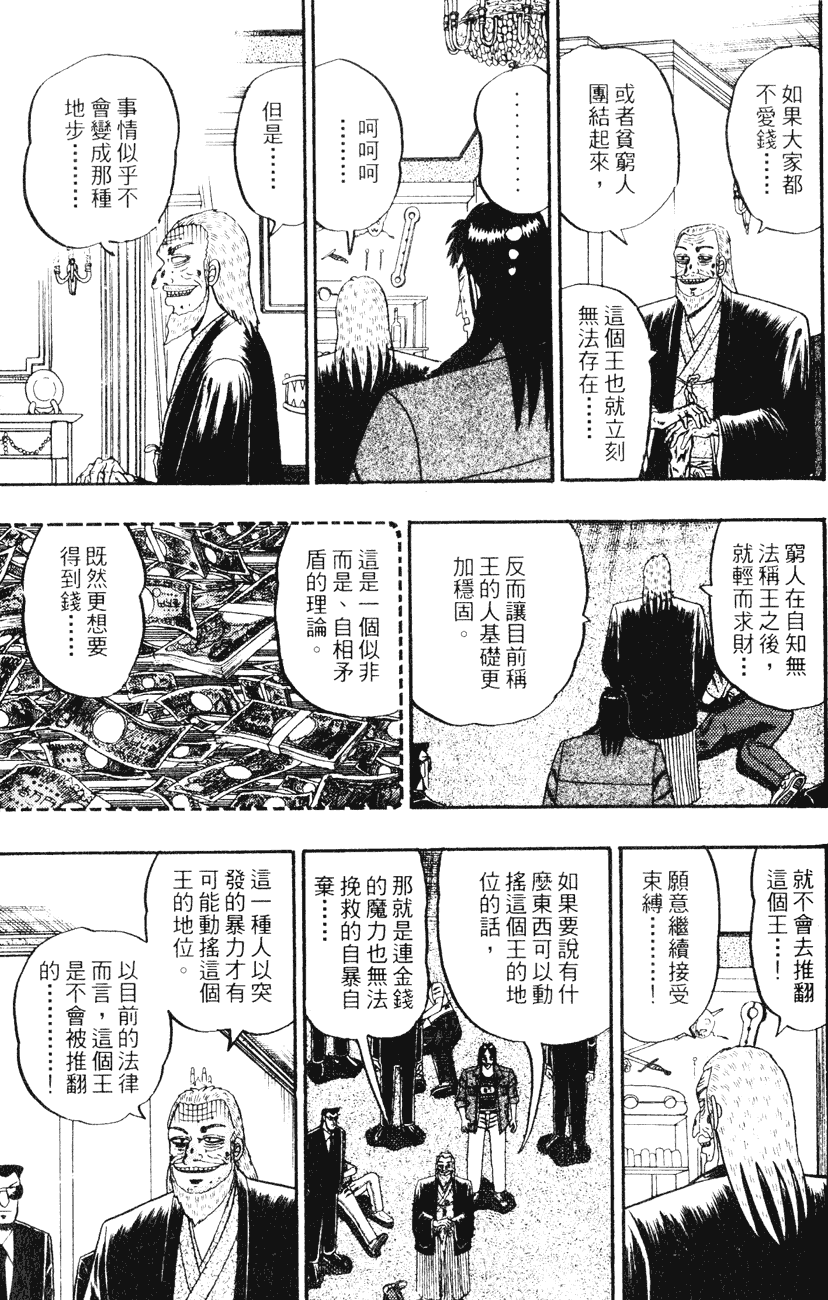 如果大家都
不愛錢……
或者貧窮人
團結起來，
這個王也就立刻
無法存在……
………
呵呵呵
………
但是……
事情似乎不
會變成那種
地步……
窮人在自知無
法稱王之後，
就輕而求財…
反而讓目前稱
王的人基礎更
加穩固。
這是一個似非
而是、自相矛
盾的理論。
既然更想要
得到錢……
就不會去推翻
這個王…！
願意繼續接受
束縛………！
如果要說有什
麼東西可以動
搖這個王的地
位的話，
那就是連金錢
的魔力也無法
挽救的自暴自
棄……
這一種人以突
發的暴力才有
可能動搖這個
王的地位。
以目前的法律
而言，這個王
是不會被推翻
的………！